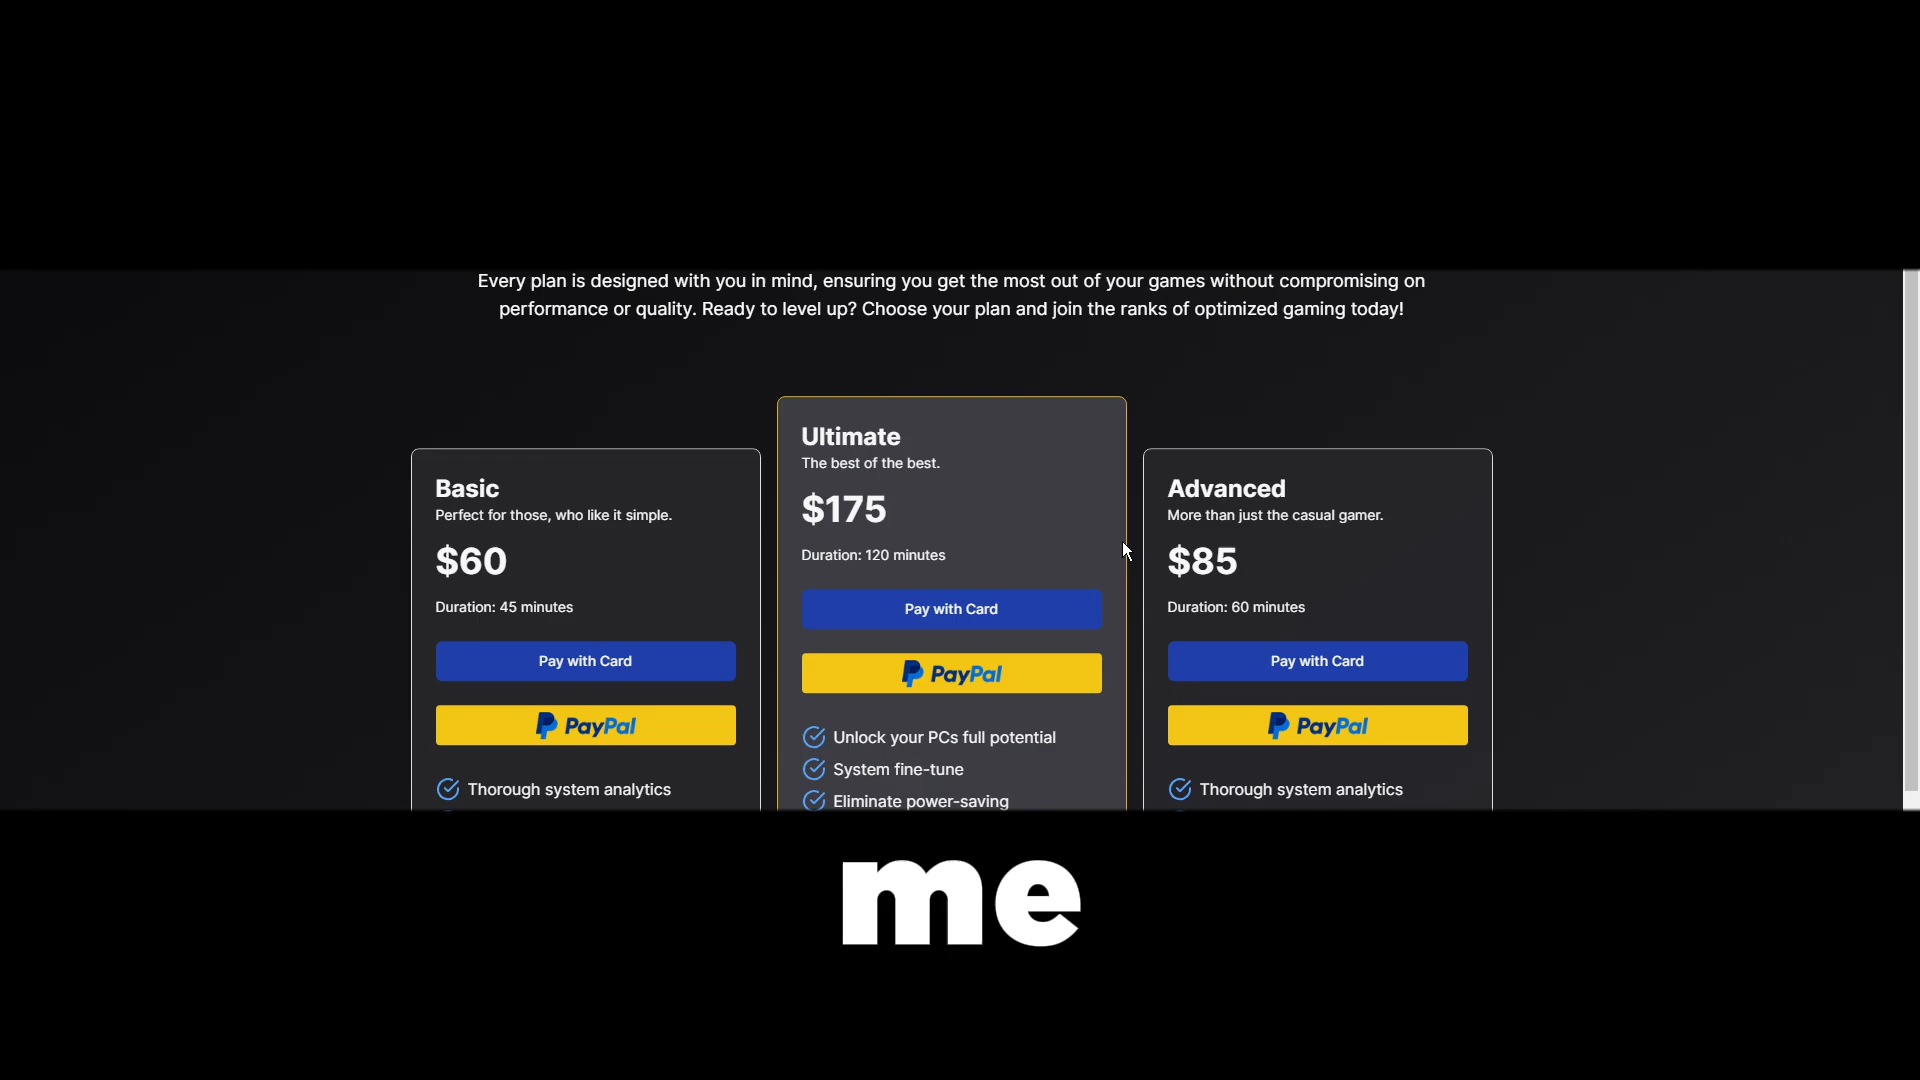 Every plan is designed with you in mind, ensuring you get the most out of your games without compromising on
performance or quality. Ready to level up? Choose your plan and join the ranks of optimized gaming today!
Basic
Perfect for those, who like it simple.
$60
Duration: 45 minutes
Pay with Card
PayPal
Thorough system analytics
Ultimate
The best of the best.
$175
Duration: 120 minutes
Pay with Card
PayPal
Unlock your PCs full potential
System fine-tune
Eliminate power-saving
Advanced
More than just the casual gamer.
$85
Duration: 60 minutes
Pay with Card
PayPal
Thorough system analytics
me